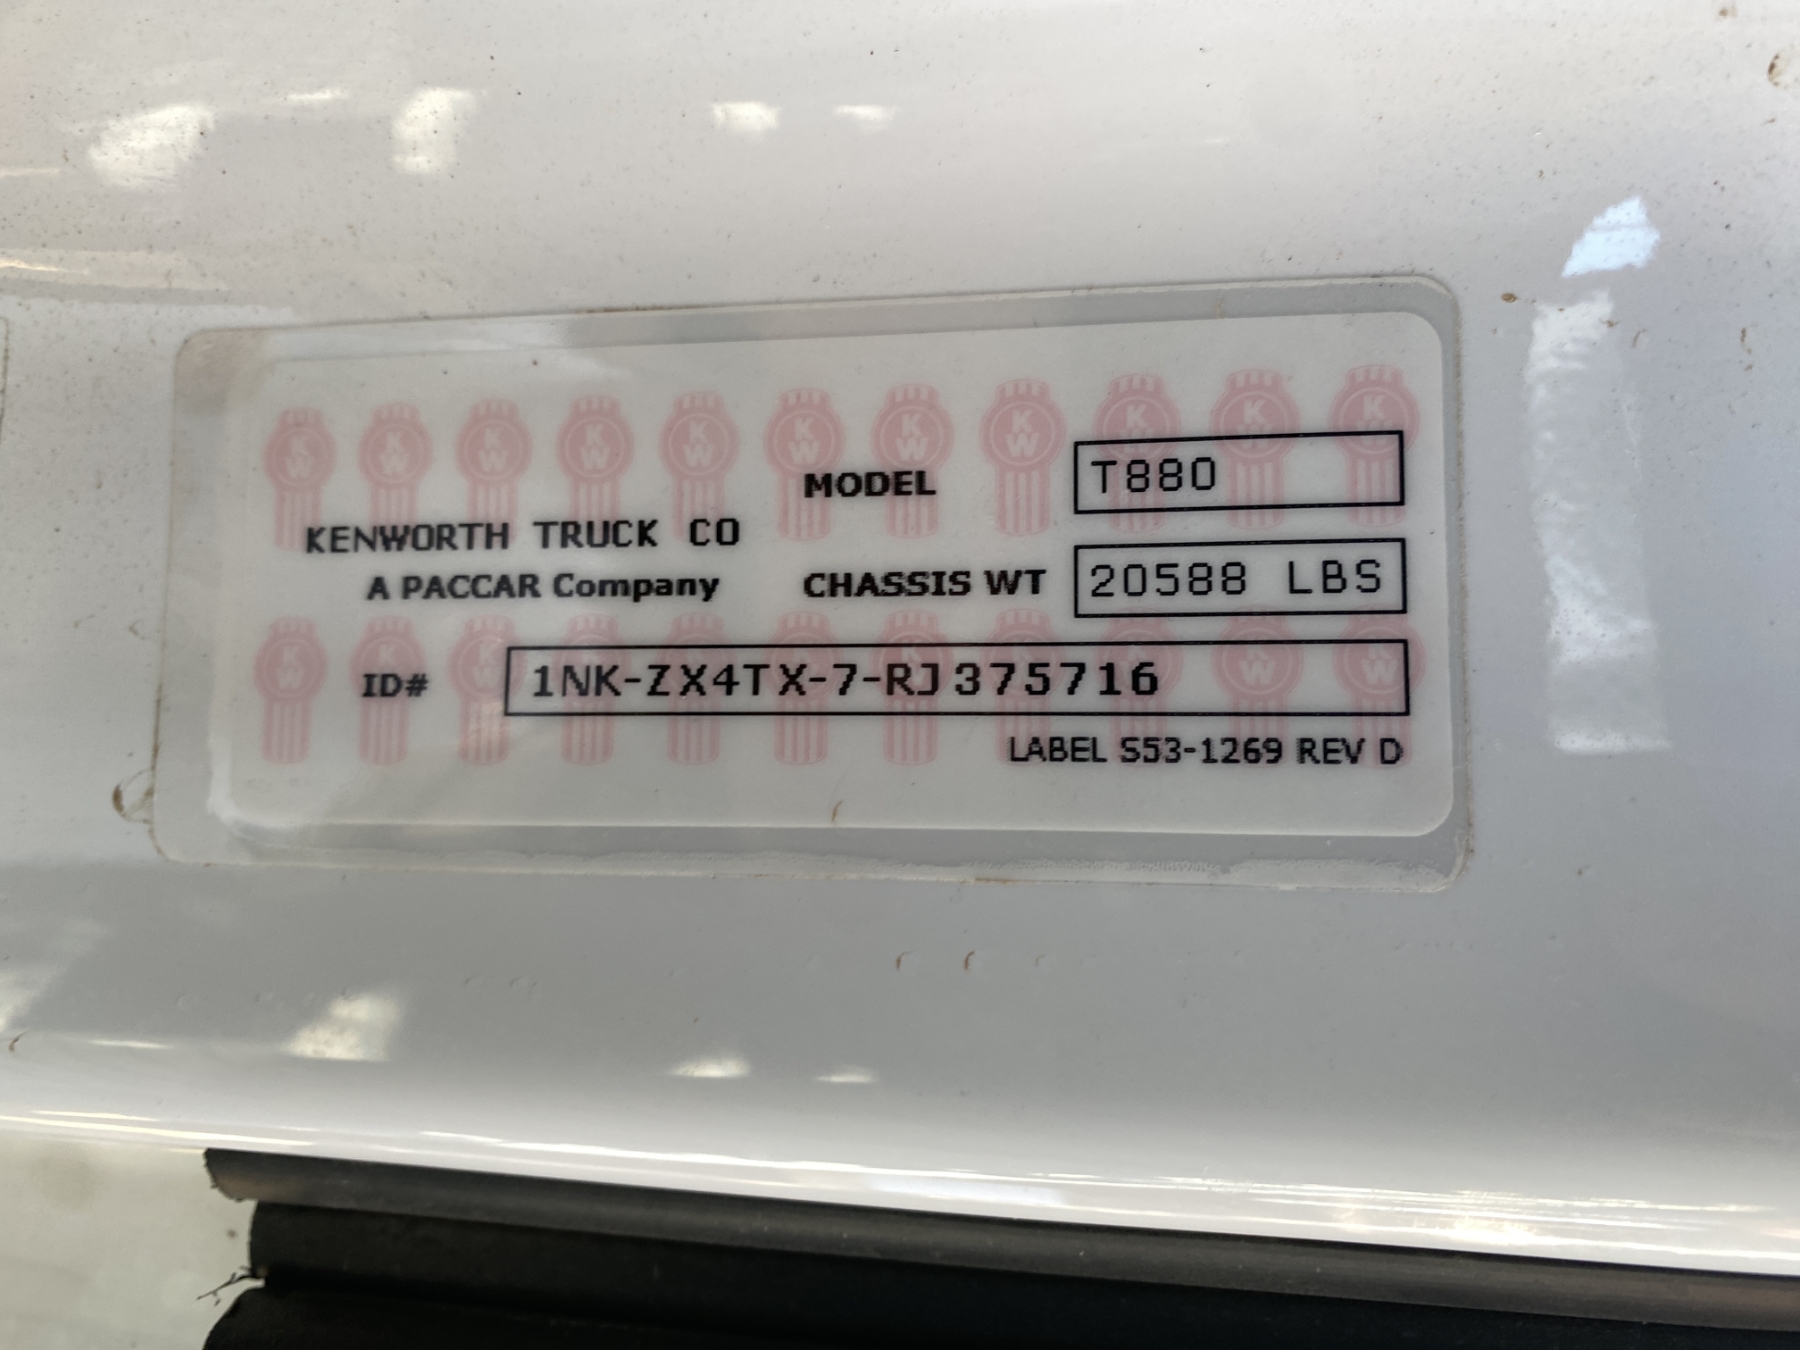 MODEL T880
KENWORTH TRUCK CO
A PACCAR Company
CHASSIS WT 20588 LBS
ID# 1NK-ZX4TX-7-RJ375716
LABEL S53-1269 REV D